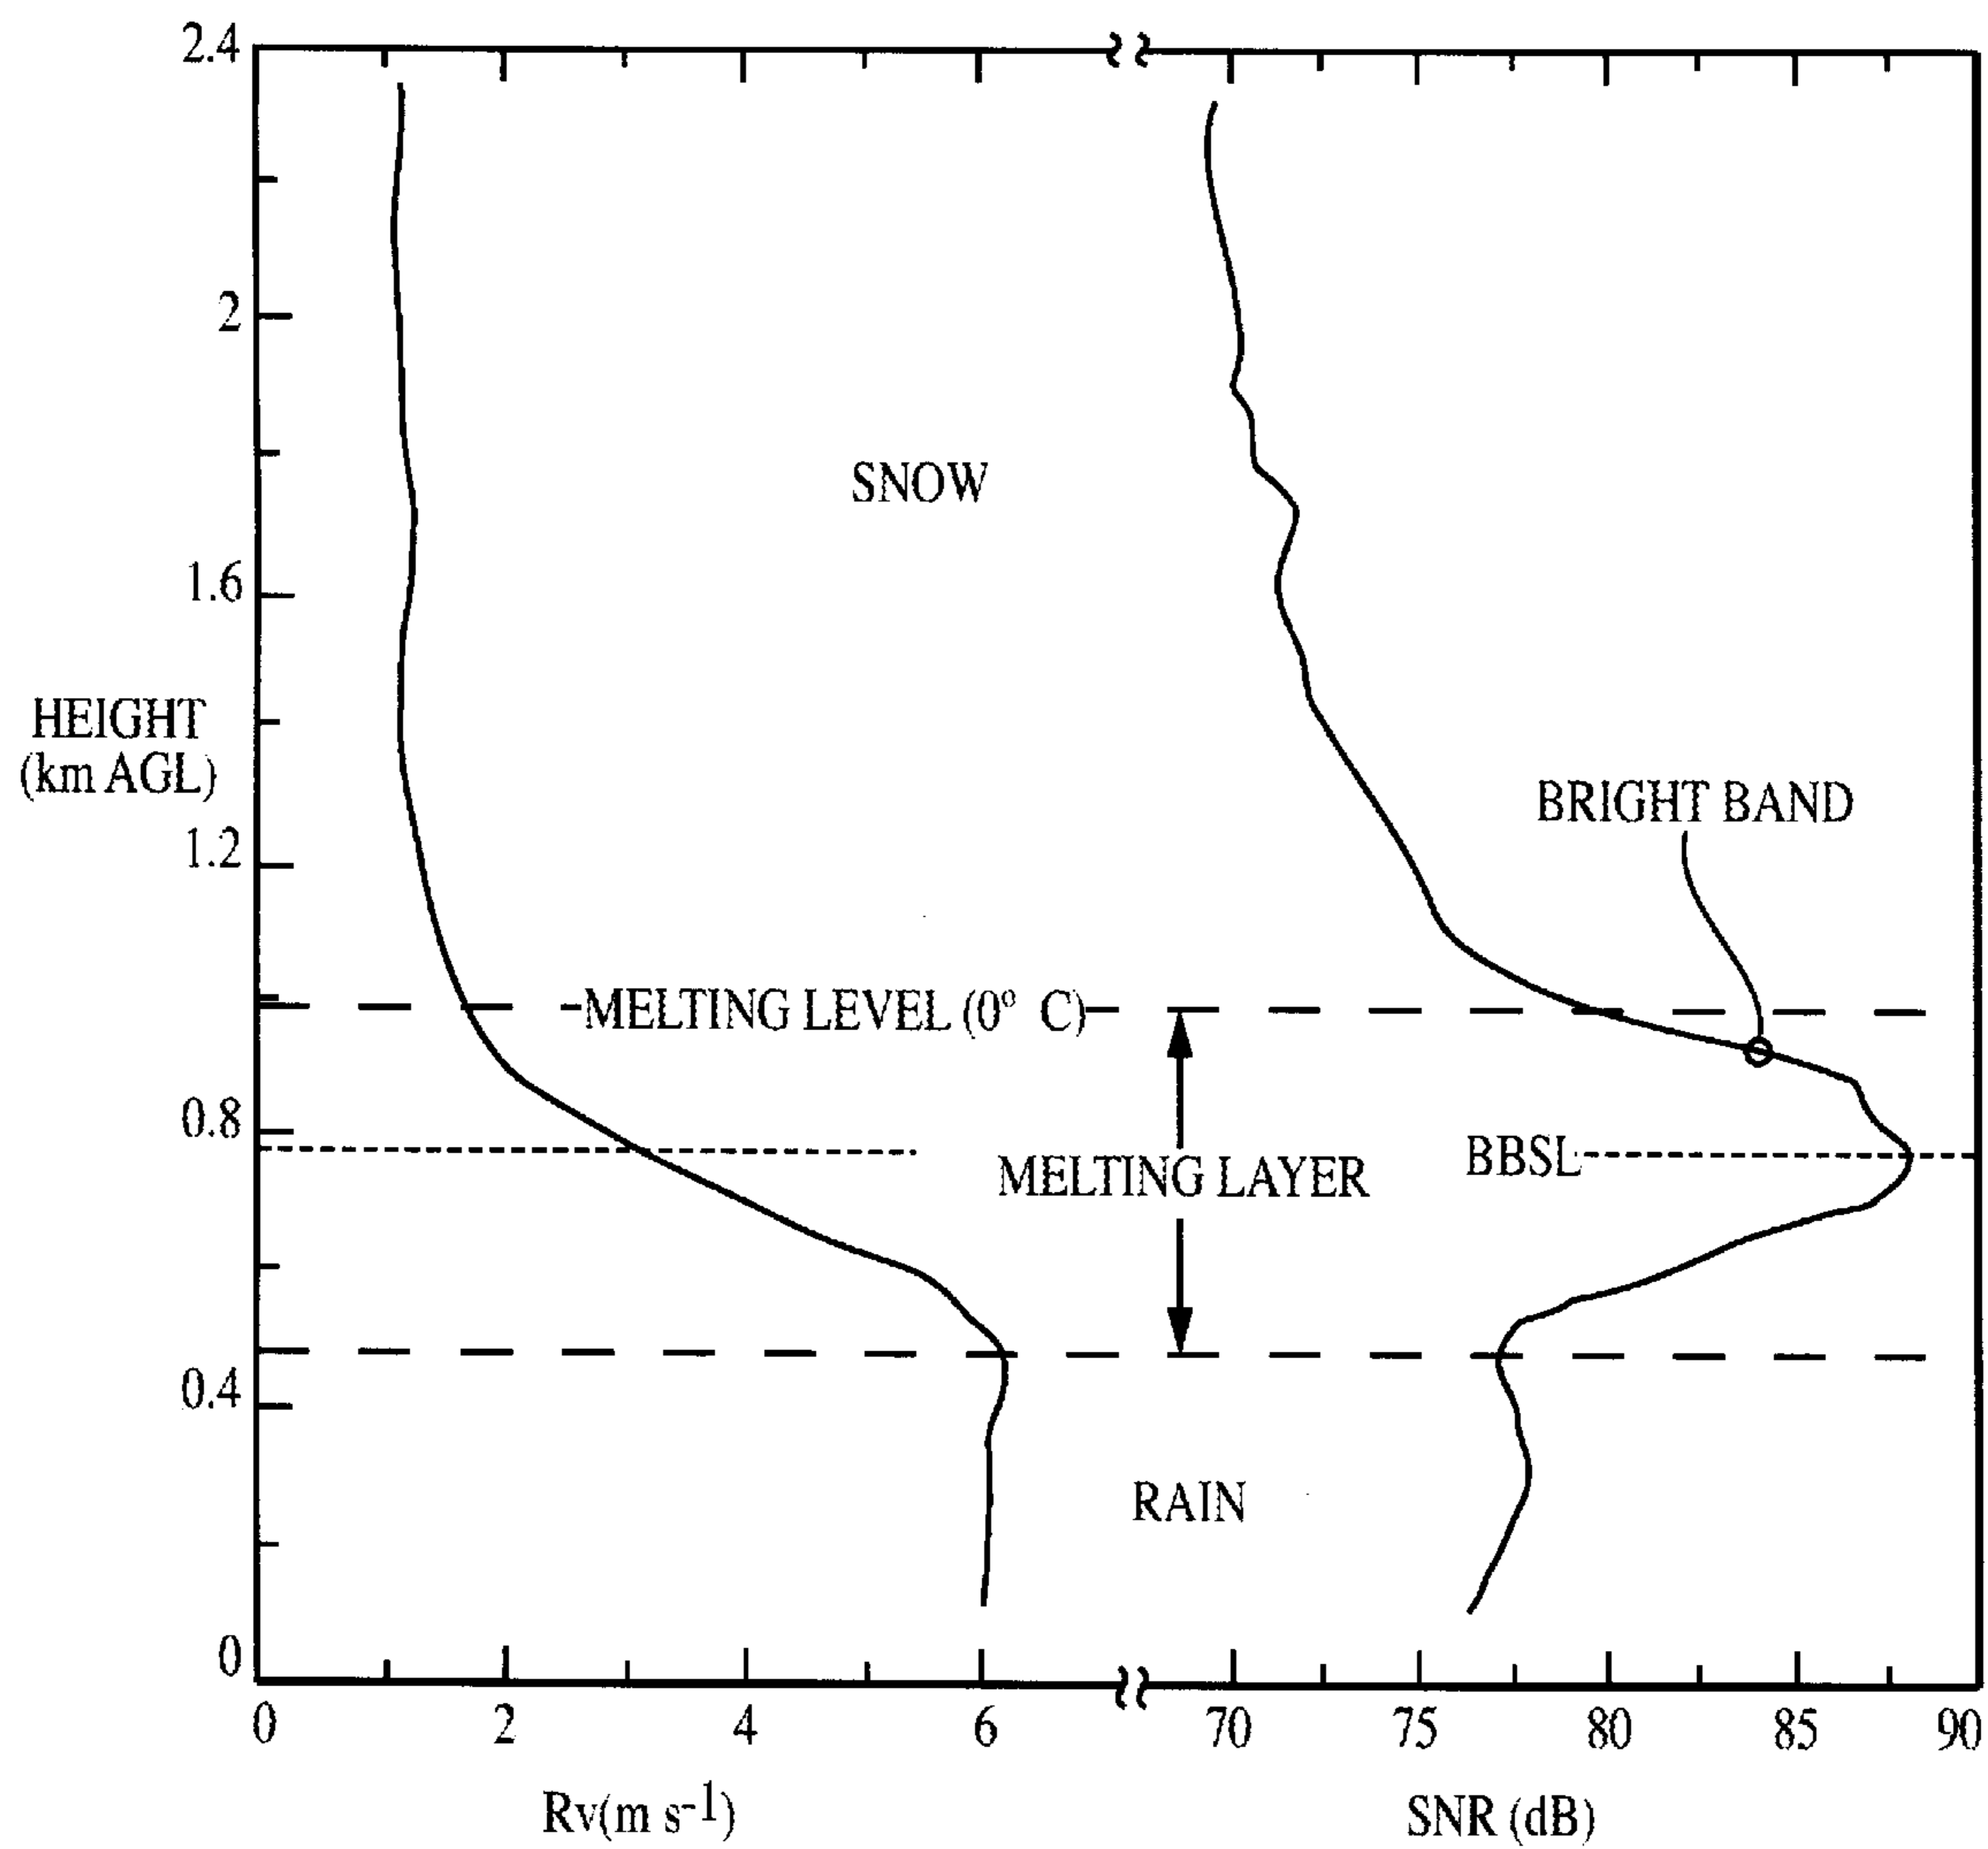 2.4
2
SNOW
1.6
HEIGHT
(km AGL)
BRIGHT BAND
1.2
MELTING LEVEL (0° C)
0.8
MELTING LAYER
BBSL
0.4
RAIN
0
0 2 4 6 70 75 80 85 90
Rv(m s-1)
SNR (dB)